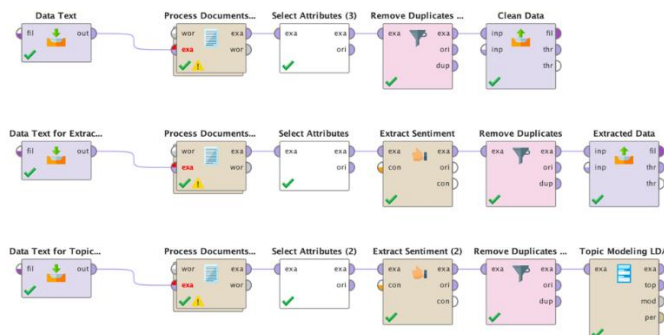 Data Text
Process Documents...
Select Attributes (3)
Remove Duplicates ...
Clean Data
fil
out
wor
exa
exa
wor
exa
exa
ori
exa
exa
ori
dup
inp
inp
fil
thr
thr
Data Text for Extrac...
Process Documents...
Select Attributes
Extract Sentiment
Remove Duplicates
Extracted Data
fil
out
wor
exa
exa
wor
exa
exa
ori
exa
con
exa
ori
con
exa
exa
ori
dup
inp
inp
fil
thr
thr
Data Text for Topic...
Process Documents...
Select Attributes (2)
Extract Sentiment (2)
Remove Duplicates ...
Topic Modeling LDA
fil
out
wor
exa
exa
wor
exa
exa
ori
exa
con
exa
ori
con
exa
exa
ori
dup
exa
exa
top
mod
per